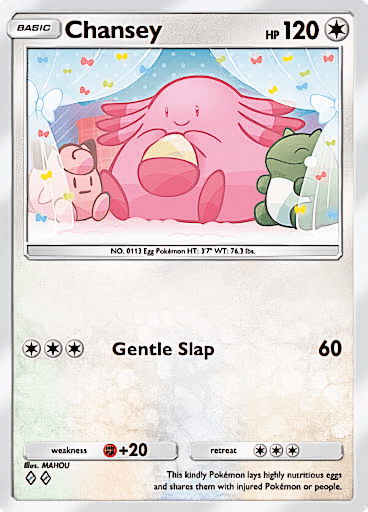 BASIC Chansey HP 120
NO. 0113 Egg Pokémon HT: 3'7" WT: 76.3 lbs.
Gentle Slap 60
weakness +20 retreat
Illus. MAHOU
This kindly Pokémon lays highly nutritious eggs
and shares them with injured Pokémon or people.